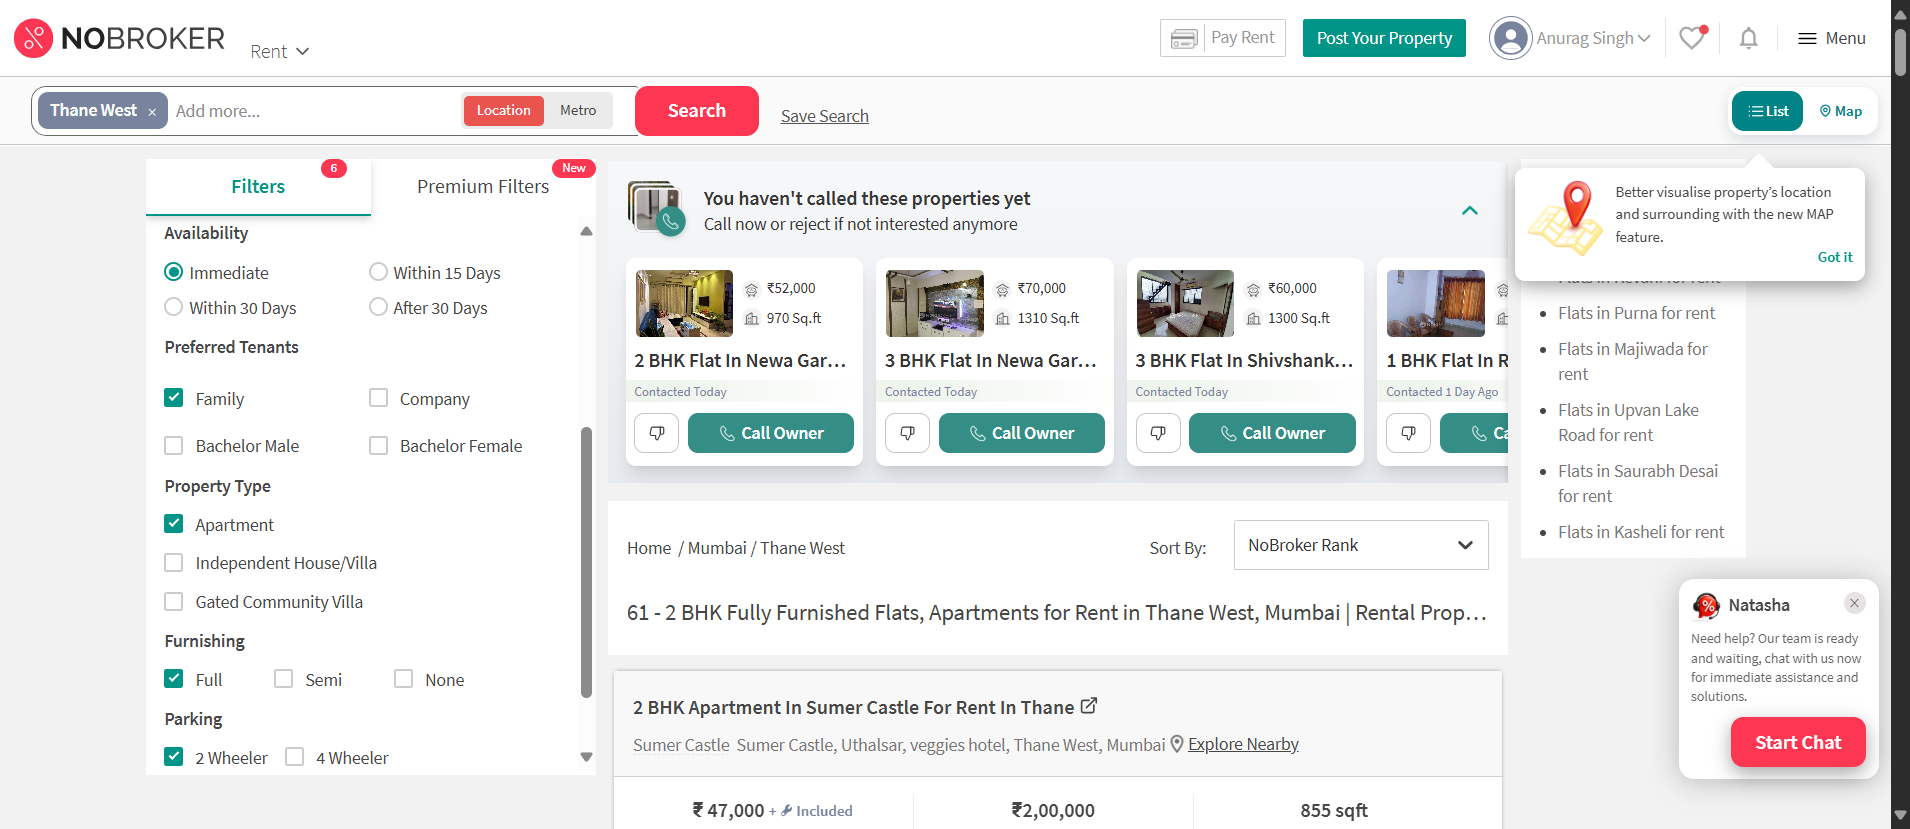 NOBROKER
Rent
Pay Rent
Post Your Property
Anurag Singh
Menu
Thane West ×
Add more...
Location
Metro
Search
Save Search
List
Map
Filters
6
Premium Filters
New
Availability
Immediate
Within 15 Days
Within 30 Days
After 30 Days
Preferred Tenants
Family
Company
Bachelor Male
Bachelor Female
Property Type
Apartment
Independent House/Villa
Gated Community Villa
Furnishing
Full
Semi
None
Parking
2 Wheeler
4 Wheeler
You haven't called these properties yet
Call now or reject if not interested anymore
₹52,000
970 Sq.ft
2 BHK Flat In Newa Gar...
Contacted Today
Call Owner
₹70,000
1310 Sq.ft
3 BHK Flat In Newa Gar...
Contacted Today
Call Owner
₹60,000
1300 Sq.ft
3 BHK Flat In Shivshank...
Contacted Today
Call Owner
1 BHK Flat In R
Contacted 1 Day Ago
Ca
Home / Mumbai / Thane West
Sort By:
NoBroker Rank
61 - 2 BHK Fully Furnished Flats, Apartments for Rent in Thane West, Mumbai | Rental Prop...
2 BHK Apartment In Sumer Castle For Rent In Thane
Sumer Castle Sumer Castle, Uthalsar, veggies hotel, Thane West, Mumbai
Explore Nearby
₹ 47,000 + Included
₹2,00,000
855 sqft
Better visualise property's location
and surrounding with the new MAP
feature.
Got it
Flats in Purna for rent
Flats in Majiwada for
rent
Flats in Upvan Lake
Road for rent
Flats in Saurabh Desai
for rent
Flats in Kasheli for rent
Natasha
Need help? Our team is ready
and waiting, chat with us now
for immediate assistance and
solutions.
Start Chat